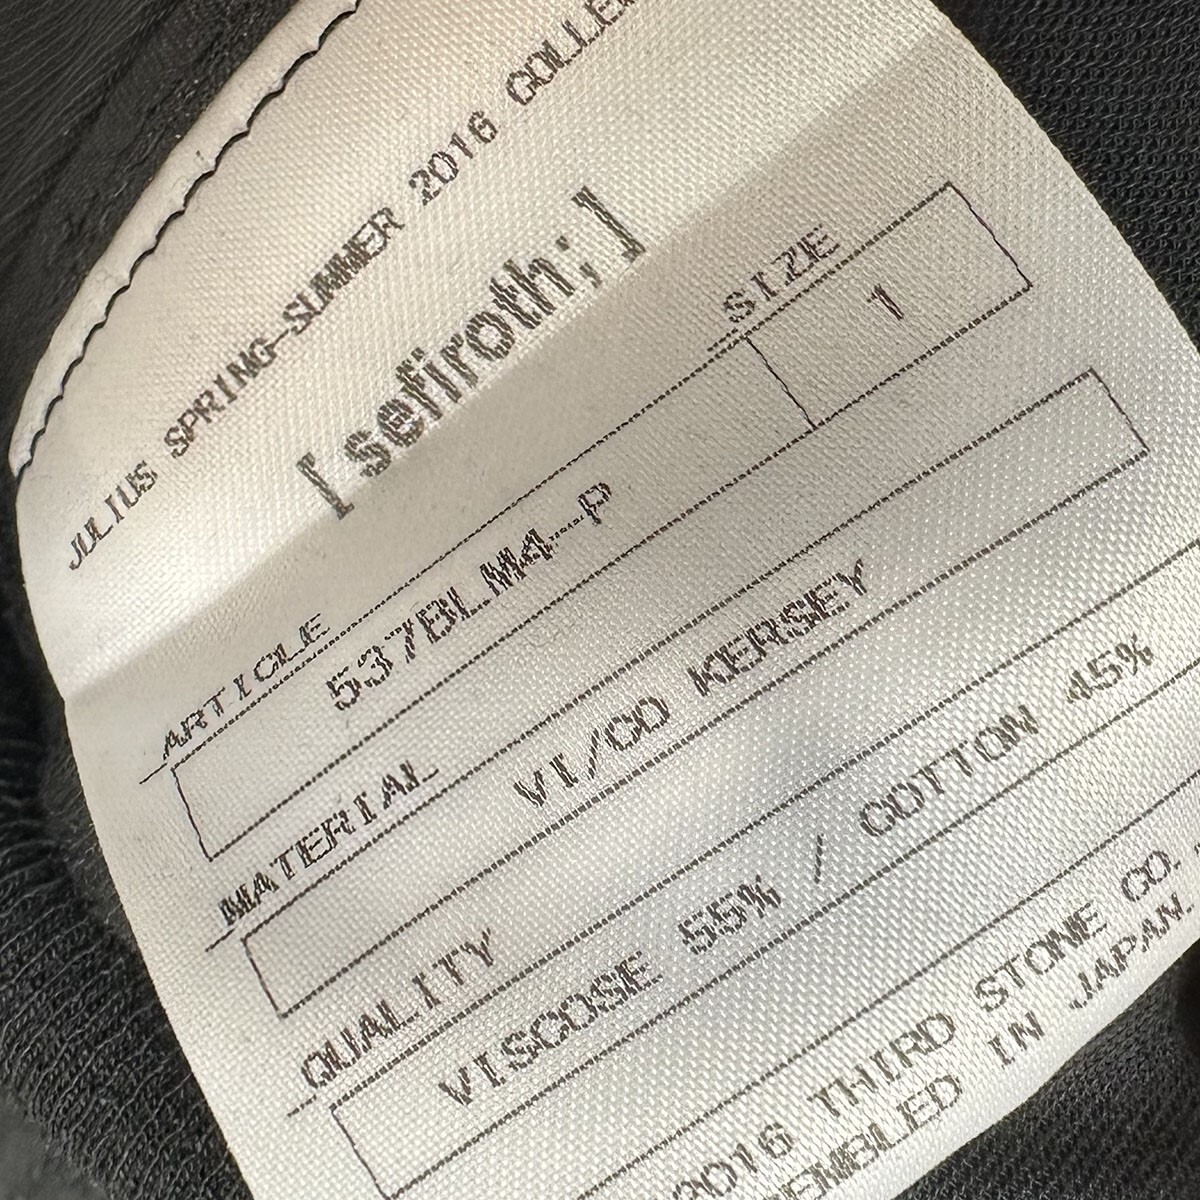 JULIUS SPRING-SUMMER 2016 COLLE
[ sefiroth; ]
ARTICLE SIZE
537BLM4-P 1
MATERIAL
VI/CO KERSEY
QUALITY
VISCOSE 55% / COTTON 45%
2016 THIRD STONE CO.
EMBLED IN JAPAN.